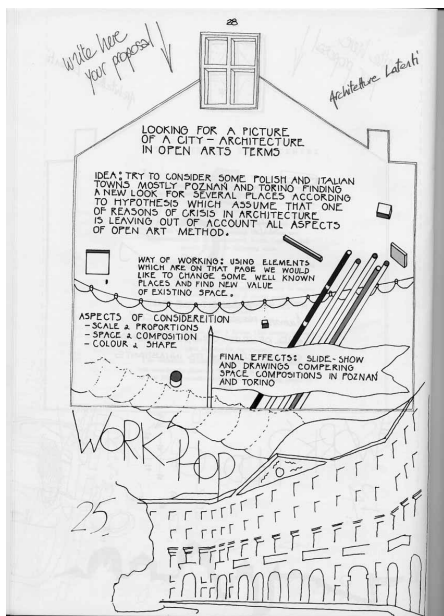 28
write here
your proposal
Architetture Latenti
LOOKING FOR A PICTURE
OF A CITY – ARCHITECTURE
IN OPEN ARTS TERMS
IDEA: TRY TO CONSIDER SOME POLISH AND ITALIAN
TOWNS MOSTLY POZNAŃ AND TORINO FINDING
A NEW LOOK FOR SEVERAL PLACES ACCORDING
TO HYPOTHESIS WHICH ASSUME THAT ONE
OF REASONS OF CRISIS IN ARCHITECTURE
IS LEAVING OUT OF ACCOUNT ALL ASPECTS
OF OPEN ART METHOD.
WAY OF WORKING: USING ELEMENTS
WHICH ARE ON THAT PAGE WE WOULD
LIKE TO CHANGE SOME WELL KNOWN
PLACES AND FIND NEW VALUE
OF EXISTING SPACE.
ASPECTS OF CONSIDEREITION
– SCALE & PROPORTIONS
– SPACE & COMPOSITION
– COLOUR & SHAPE
FINAL EFFECTS: SLIDE-SHOW
AND DRAWINGS COMPERING
SPACE COMPOSITIONS IN POZNAŃ
AND TORINO
WORKSHOP
25